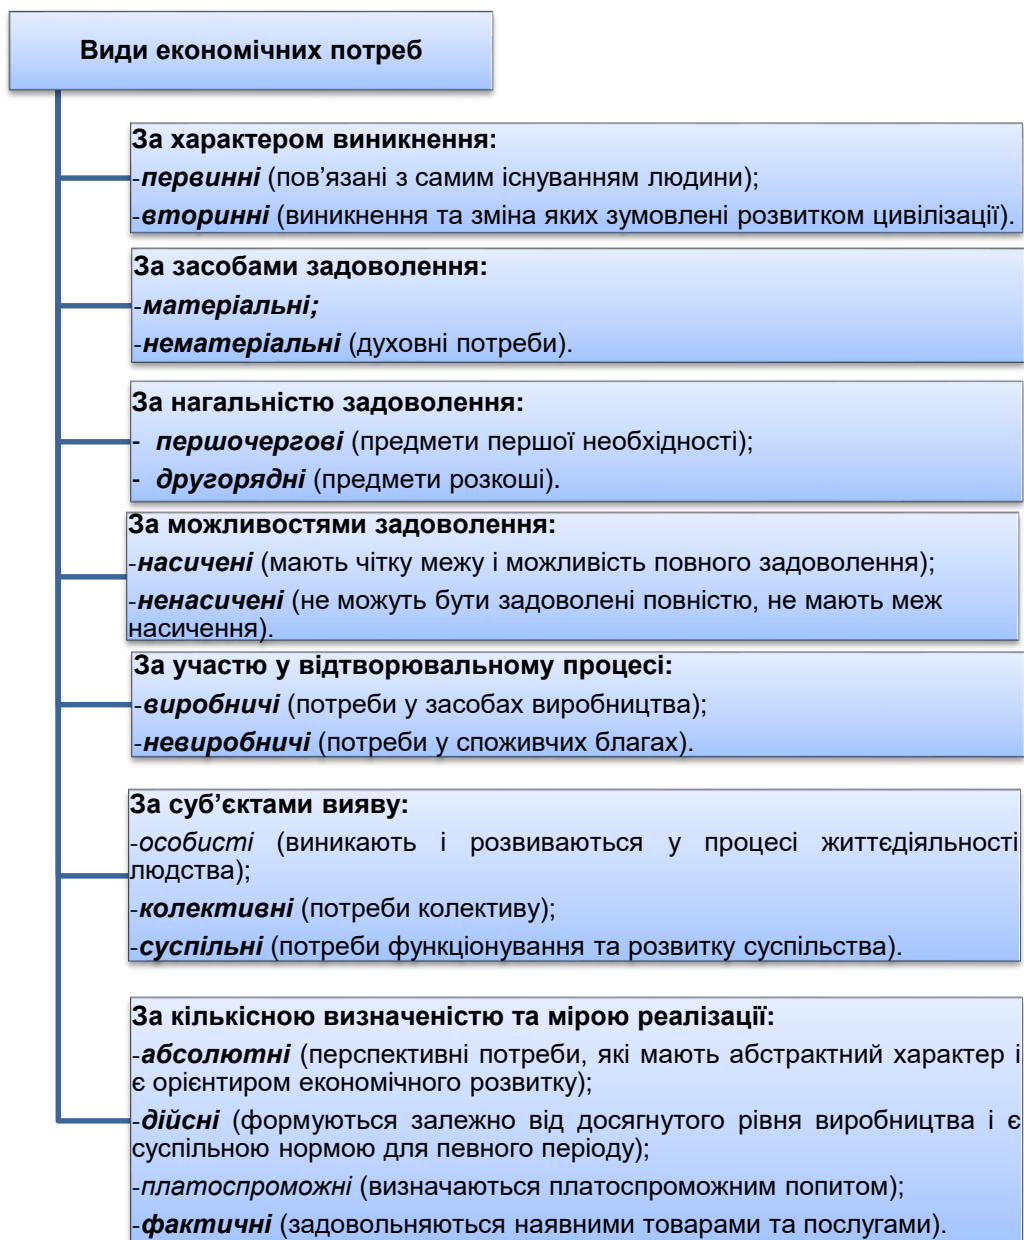 Види економічних потреб
За характером виникнення:
-первинні (пов’язані з самим існуванням людини);
-вторинні (виникнення та зміна яких зумовлені розвитком цивілізації).
За засобами задоволення:
-матеріальні;
-нематеріальні (духовні потреби).
За нагальністю задоволення:
- першочергові (предмети першої необхідності);
- другорядні (предмети розкоші).
За можливостями задоволення:
-насичені (мають чітку межу і можливість повного задоволення);
-ненасичені (не можуть бути задоволені повністю, не мають меж
насичення).
За участю у відтворювальному процесі:
-виробничі (потреби у засобах виробництва);
-невиробничі (потреби у споживчих благах).
За суб’єктами вияву:
-особисті (виникають і розвиваються у процесі життєдіяльності
людства);
-колективні (потреби колективу);
-суспільні (потреби функціонування та розвитку суспільства).
За кількісною визначеністю та мірою реалізації:
-абсолютні (перспективні потреби, які мають абстрактний характер і
є орієнтиром економічного розвитку);
-дійсні (формуються залежно від досягнутого рівня виробництва і є
суспільною нормою для певного періоду);
-платоспроможні (визначаються платоспроможним попитом);
-фактичні (задовольняються наявними товарами та послугами).